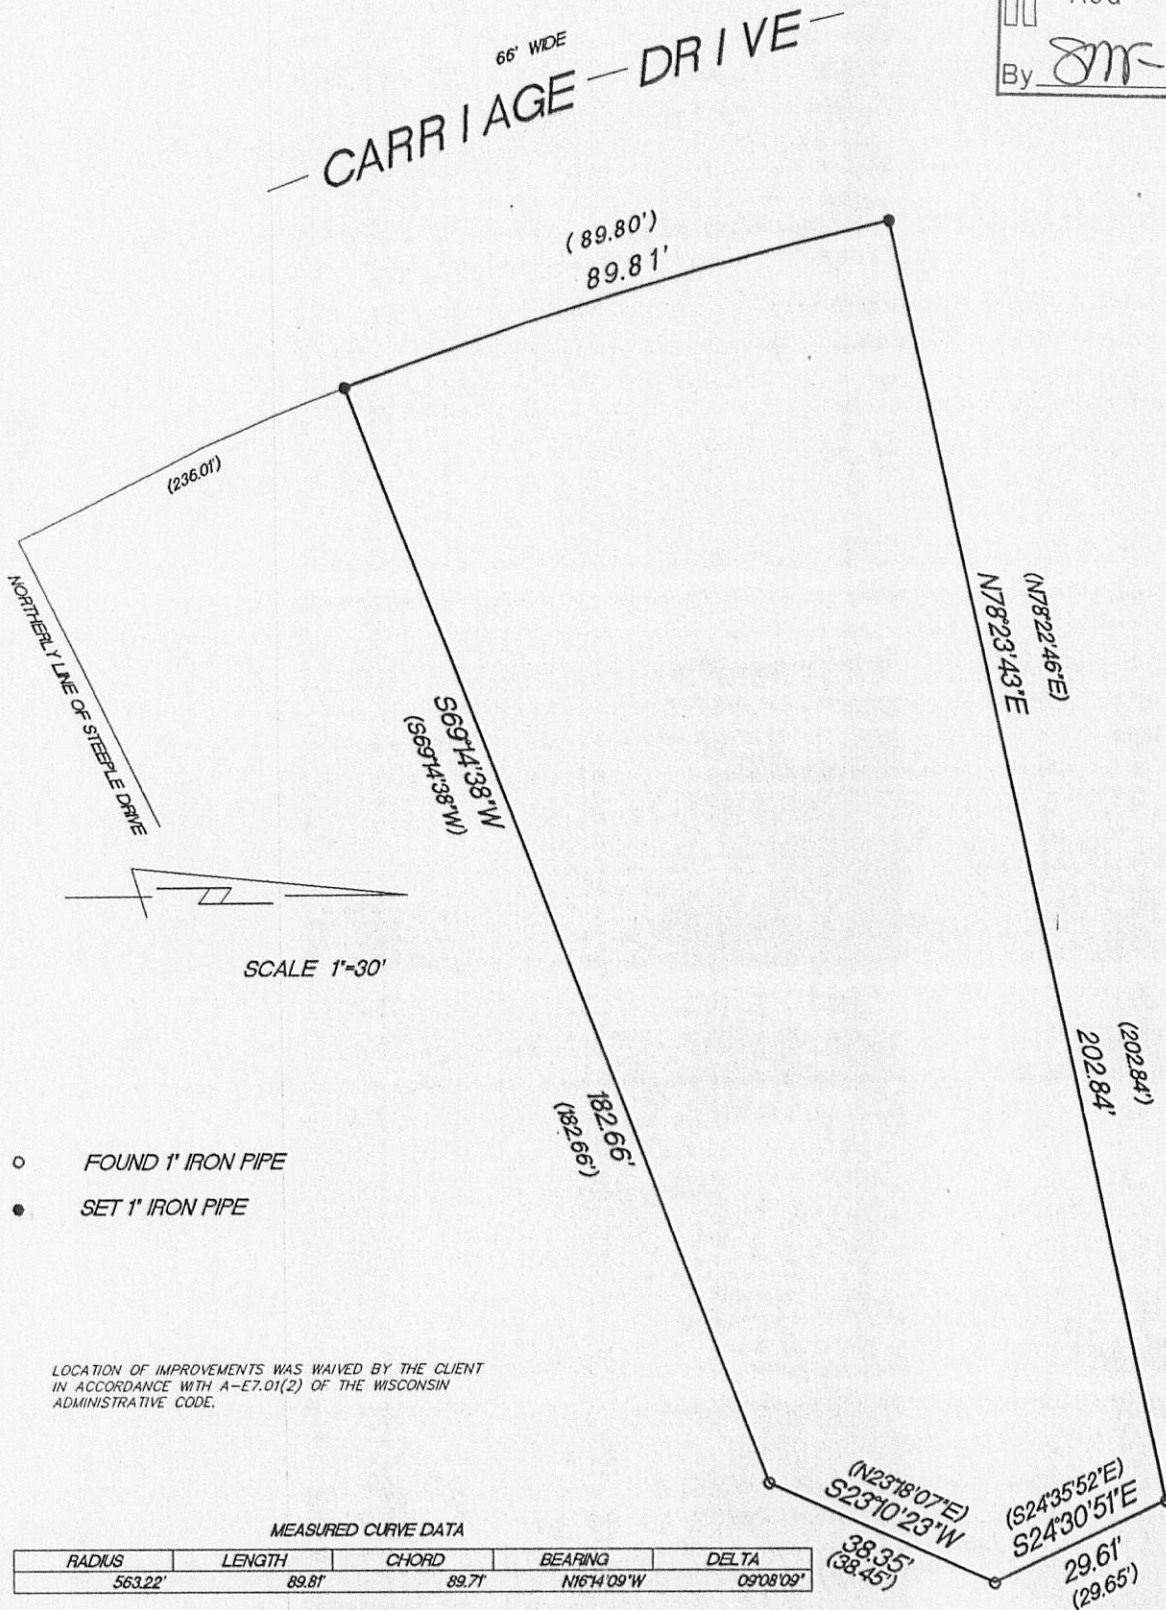 By
66' WIDE
CARRIAGE DRIVE
(89.80')
89.81'
(236.01')
NORTHERLY LINE OF STEEPLE DRIVE
(N78°22'46"E)
N78°23'43"E
S69°14'38"W
(S69°14'38"W)
SCALE 1"=30'
(202.84')
202.84'
182.66'
(182.66')
FOUND 1" IRON PIPE
SET 1" IRON PIPE
LOCATION OF IMPROVEMENTS WAS WAIVED BY THE CLIENT
IN ACCORDANCE WITH A-E7.01(2) OF THE WISCONSIN
ADMINISTRATIVE CODE.
(N23°18'07"E)
S23°10'23"W
38.35'
(38.45')
(S24°35'52"E)
S24°30'51"E
29.61'
(29.65')
MEASURED CURVE DATA
RADIUS LENGTH CHORD BEARING DELTA
563.22' 89.81' 89.71' N16°14'09"W 09°08'09"